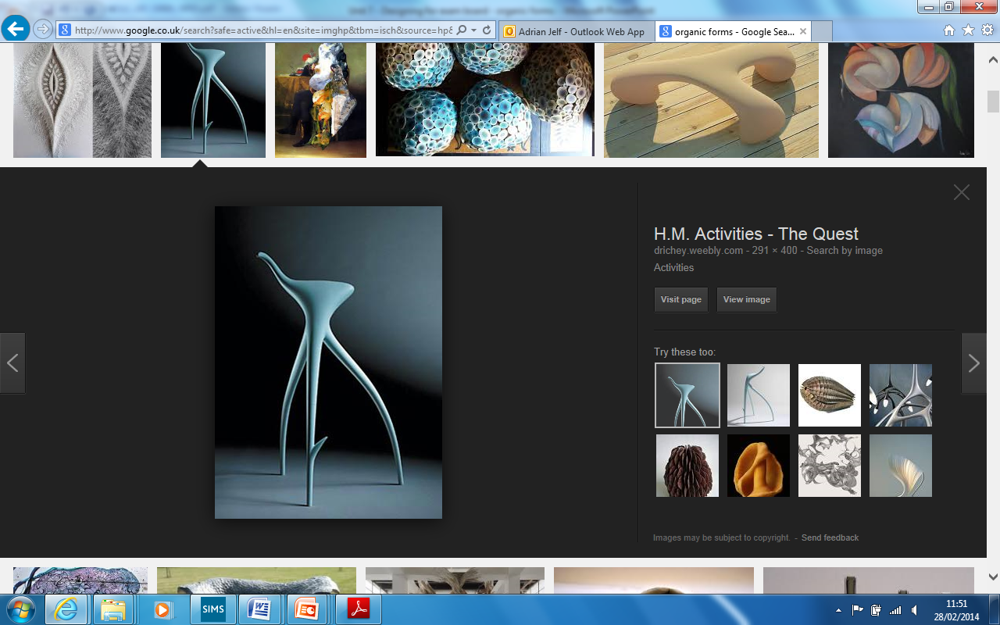 http://www.google.co.uk/search?safe=active&hl=en&site=imghp&tbm=isch&source=hp&
Adrian Jelf - Outlook Web App
organic forms - Google Sea...
H.M. Activities - The Quest
drichey.weebly.com - 291 × 400 - Search by image
Activities
Visit page
View image
Try these too:
Images may be subject to copyright. - Send feedback
SIMS
11:51
28/02/2014